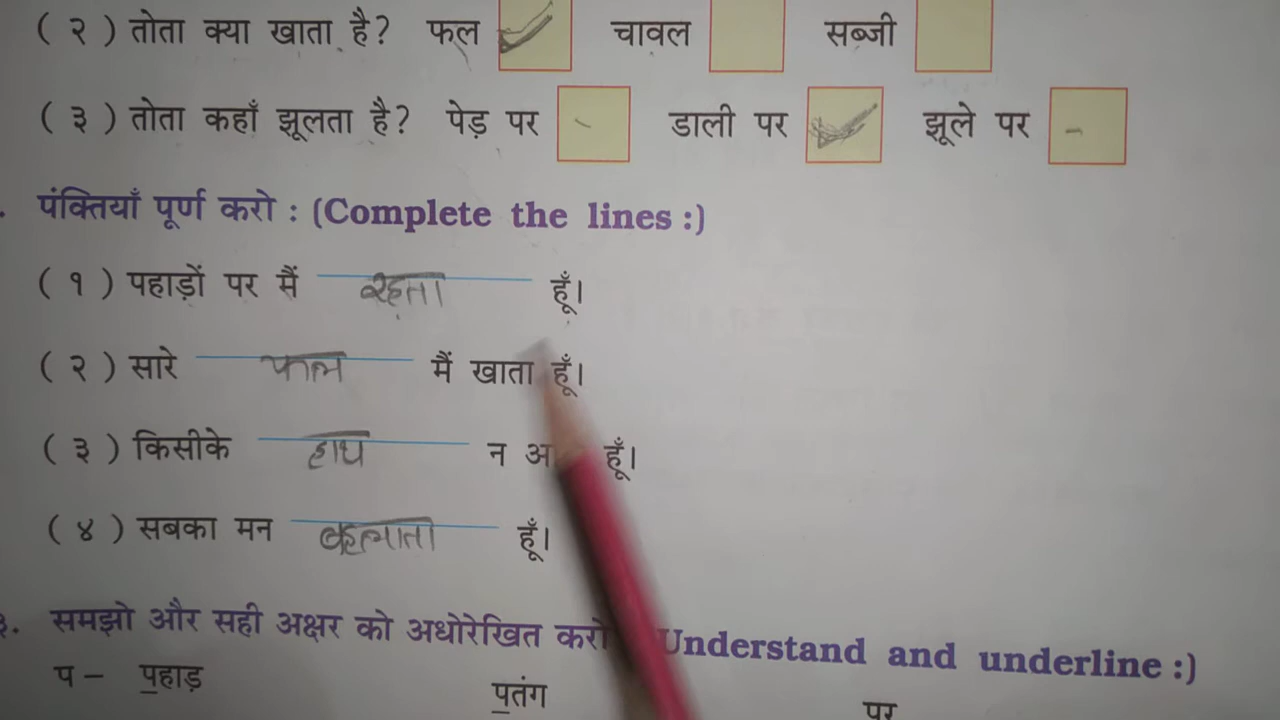 ( २ ) तोता क्या खाता है? फल चावल सब्जी
( ३ ) तोता कहाँ झूलता है? पेड़ पर डाली पर झूले पर
पंक्तियाँ पूर्ण करो : (Complete the lines :)
( १ ) पहाड़ों पर मैं रहता हूँ।
( २ ) सारे फल मैं खाता हूँ।
( ३ ) किसीके हाथ न हूँ।
( ४ ) सबका मन बहलाता हूँ।
३. समझो और सही अक्षर को अधोरेखित करो Understand and underline :)
प – पहाड़ पतंग पर